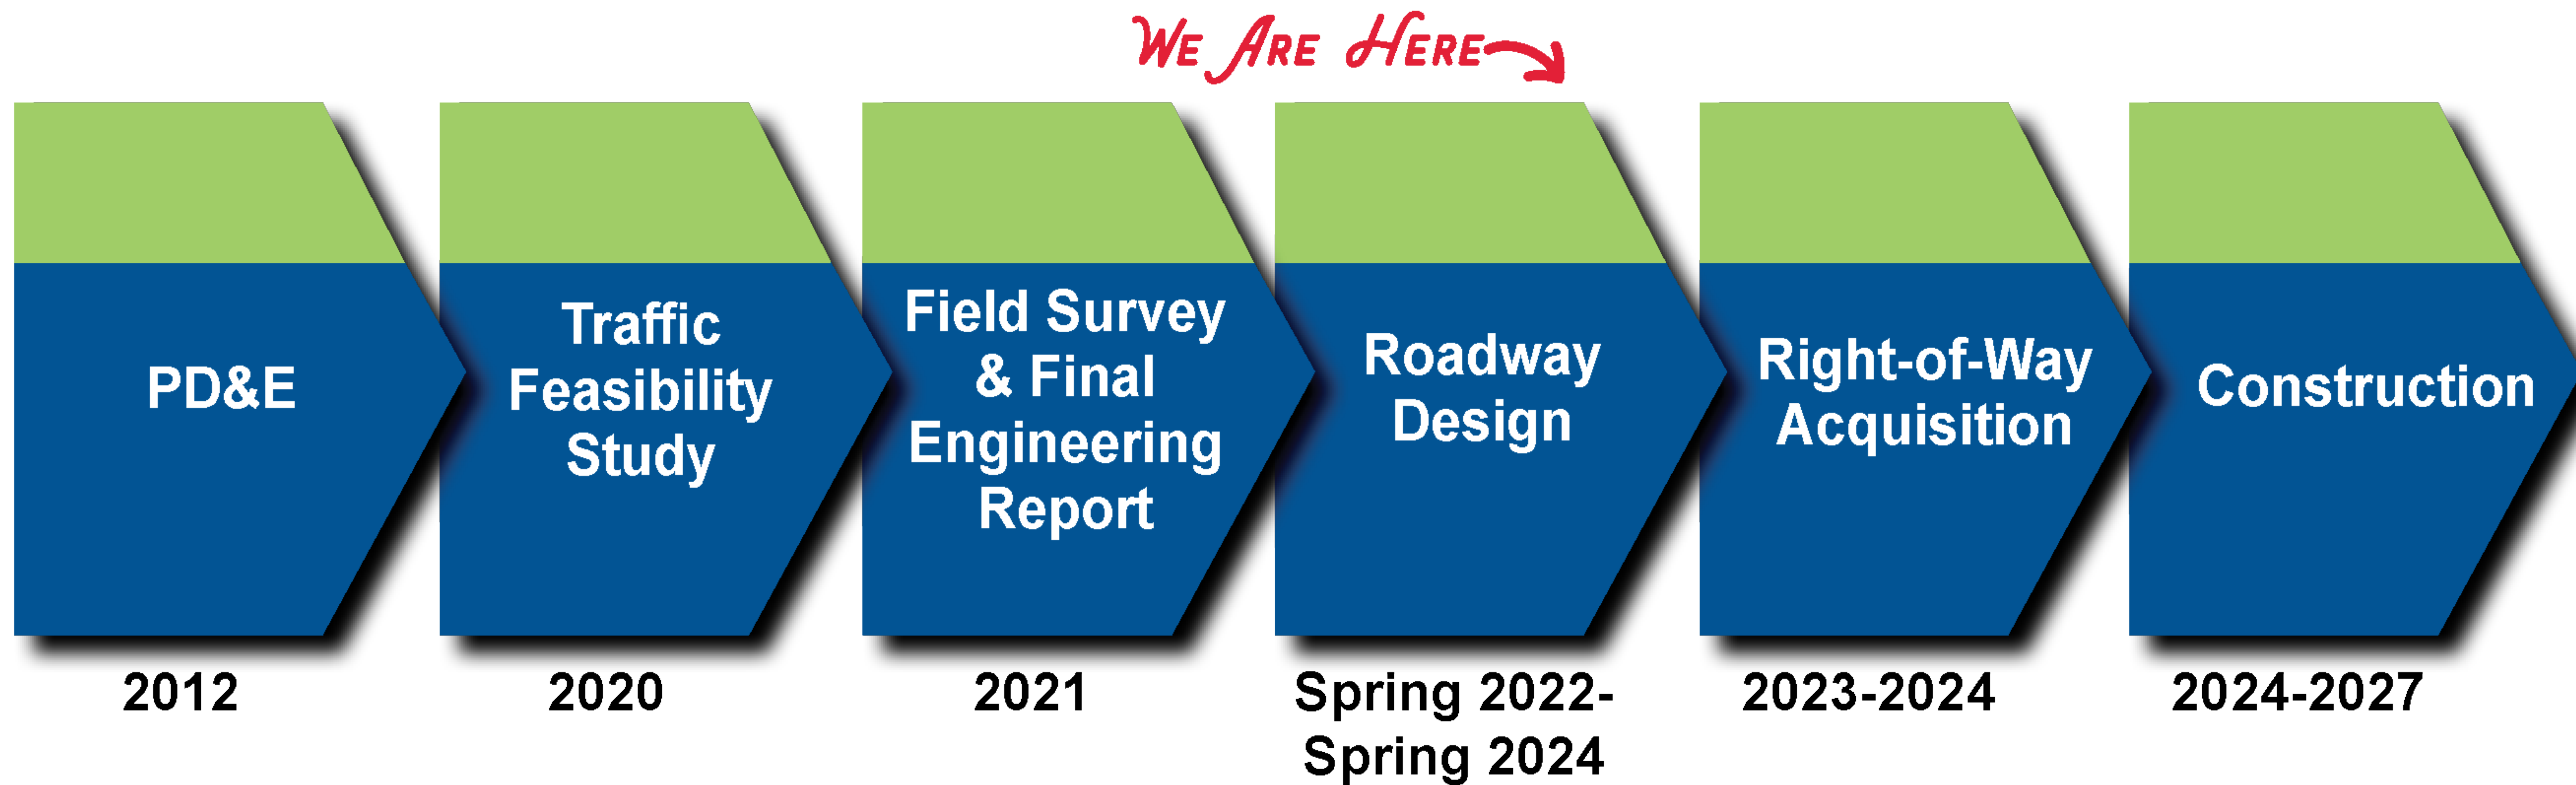 WE ARE HERE
PD&E
2012
Traffic
Feasibility
Study
2020
Field Survey
& Final
Engineering
Report
2021
Roadway
Design
Spring 2022-
Spring 2024
Right-of-Way
Acquisition
2023-2024
Construction
2024-2027